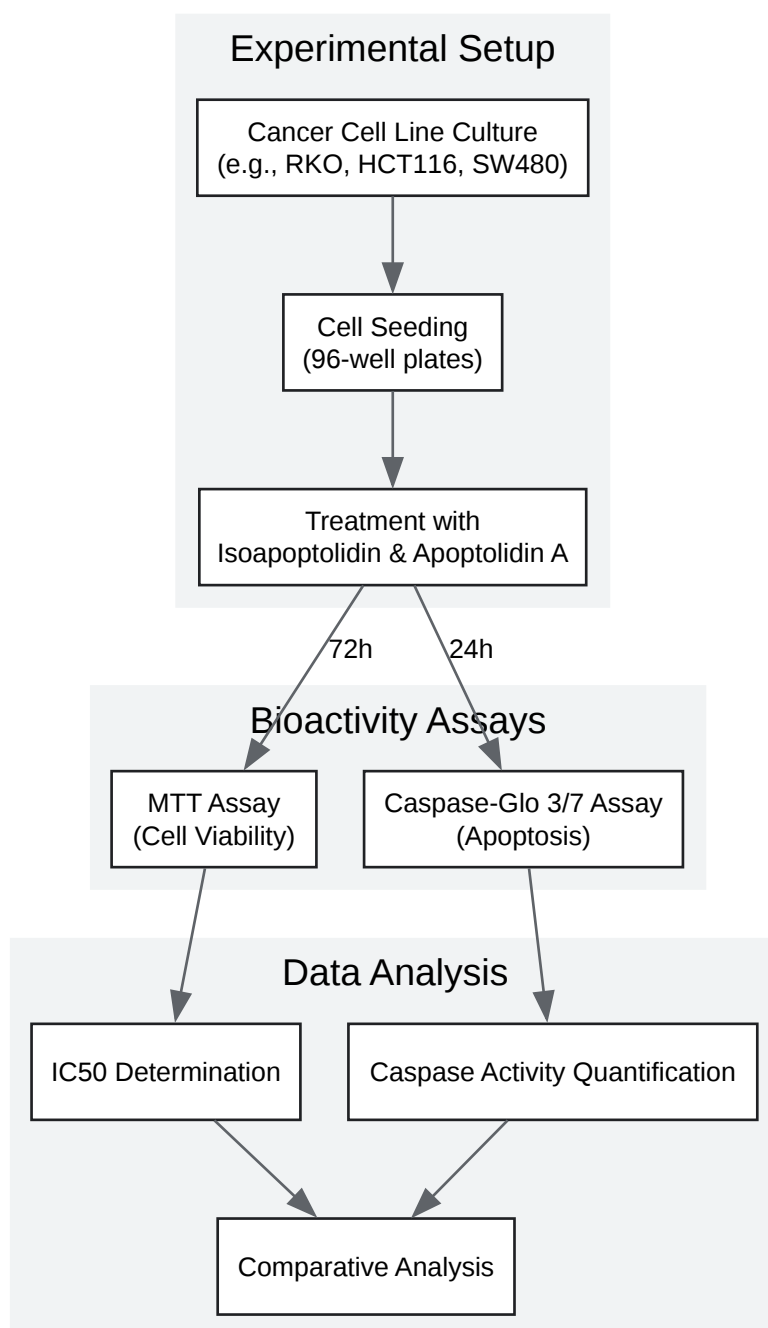 Experimental Setup
Cancer Cell Line Culture
(e.g., RKO, HCT116, SW480)
Cell Seeding
(96-well plates)
Treatment with
Isoapoptolidin & Apoptolidin A
72h
24h
Bioactivity Assays
MTT Assay
(Cell Viability)
Caspase-Glo 3/7 Assay
(Apoptosis)
Data Analysis
IC50 Determination
Caspase Activity Quantification
Comparative Analysis